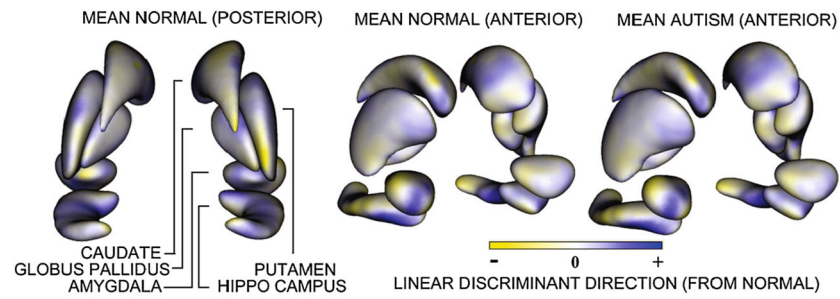 MEAN NORMAL (POSTERIOR)
MEAN NORMAL (ANTERIOR)
MEAN AUTISM (ANTERIOR)
CAUDATE
GLOBUS PALLIDUS
AMYGDALA
PUTAMEN
HIPPO CAMPUS
- 0 +
LINEAR DISCRIMINANT DIRECTION (FROM NORMAL)